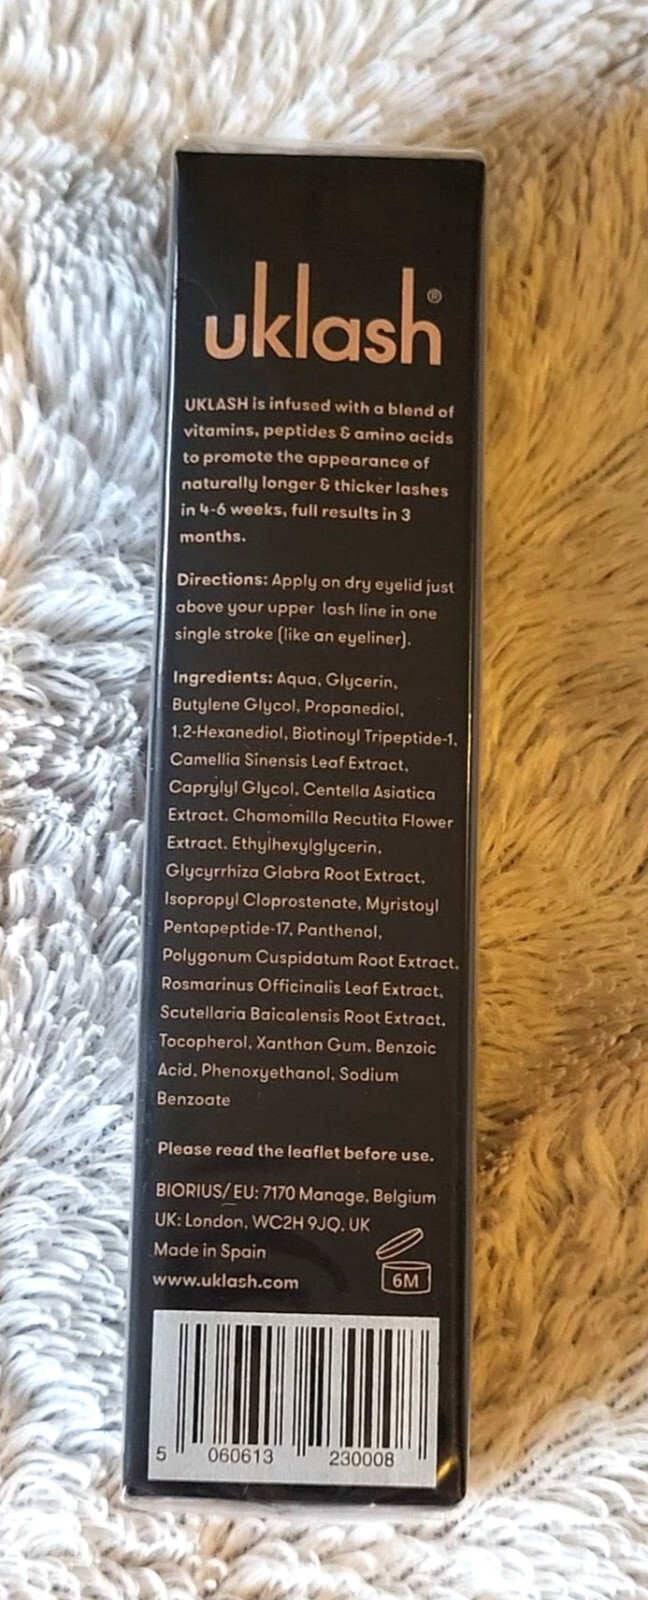 uklash®
UKLASH is infused with a blend of
vitamins, peptides & amino acids
to promote the appearance of
naturally longer & thicker lashes
in 4-6 weeks, full results in 3
months.
Directions: Apply on dry eyelid just
above your upper lash line in one
single stroke (like an eyeliner).
Ingredients: Aqua, Glycerin,
Butylene Glycol, Propanediol,
1,2-Hexanediol, Biotinoyl Tripeptide-1,
Camellia Sinensis Leaf Extract,
Caprylyl Glycol, Centella Asiatica
Extract, Chamomilla Recutita Flower
Extract, Ethylhexylglycerin,
Glycyrrhiza Glabra Root Extract,
Isopropyl Cloprostenate, Myristoyl
Pentapeptide-17, Panthenol,
Polygonum Cuspidatum Root Extract,
Rosmarinus Officinalis Leaf Extract,
Scutellaria Baicalensis Root Extract,
Tocopherol, Xanthan Gum, Benzoic
Acid, Phenoxyethanol, Sodium
Benzoate
Please read the leaflet before use.
BIORIUS/EU: 7170 Manage, Belgium
UK: London, WC2H 9JQ, UK
Made in Spain
www.uklash.com
6M
5 060613 230008